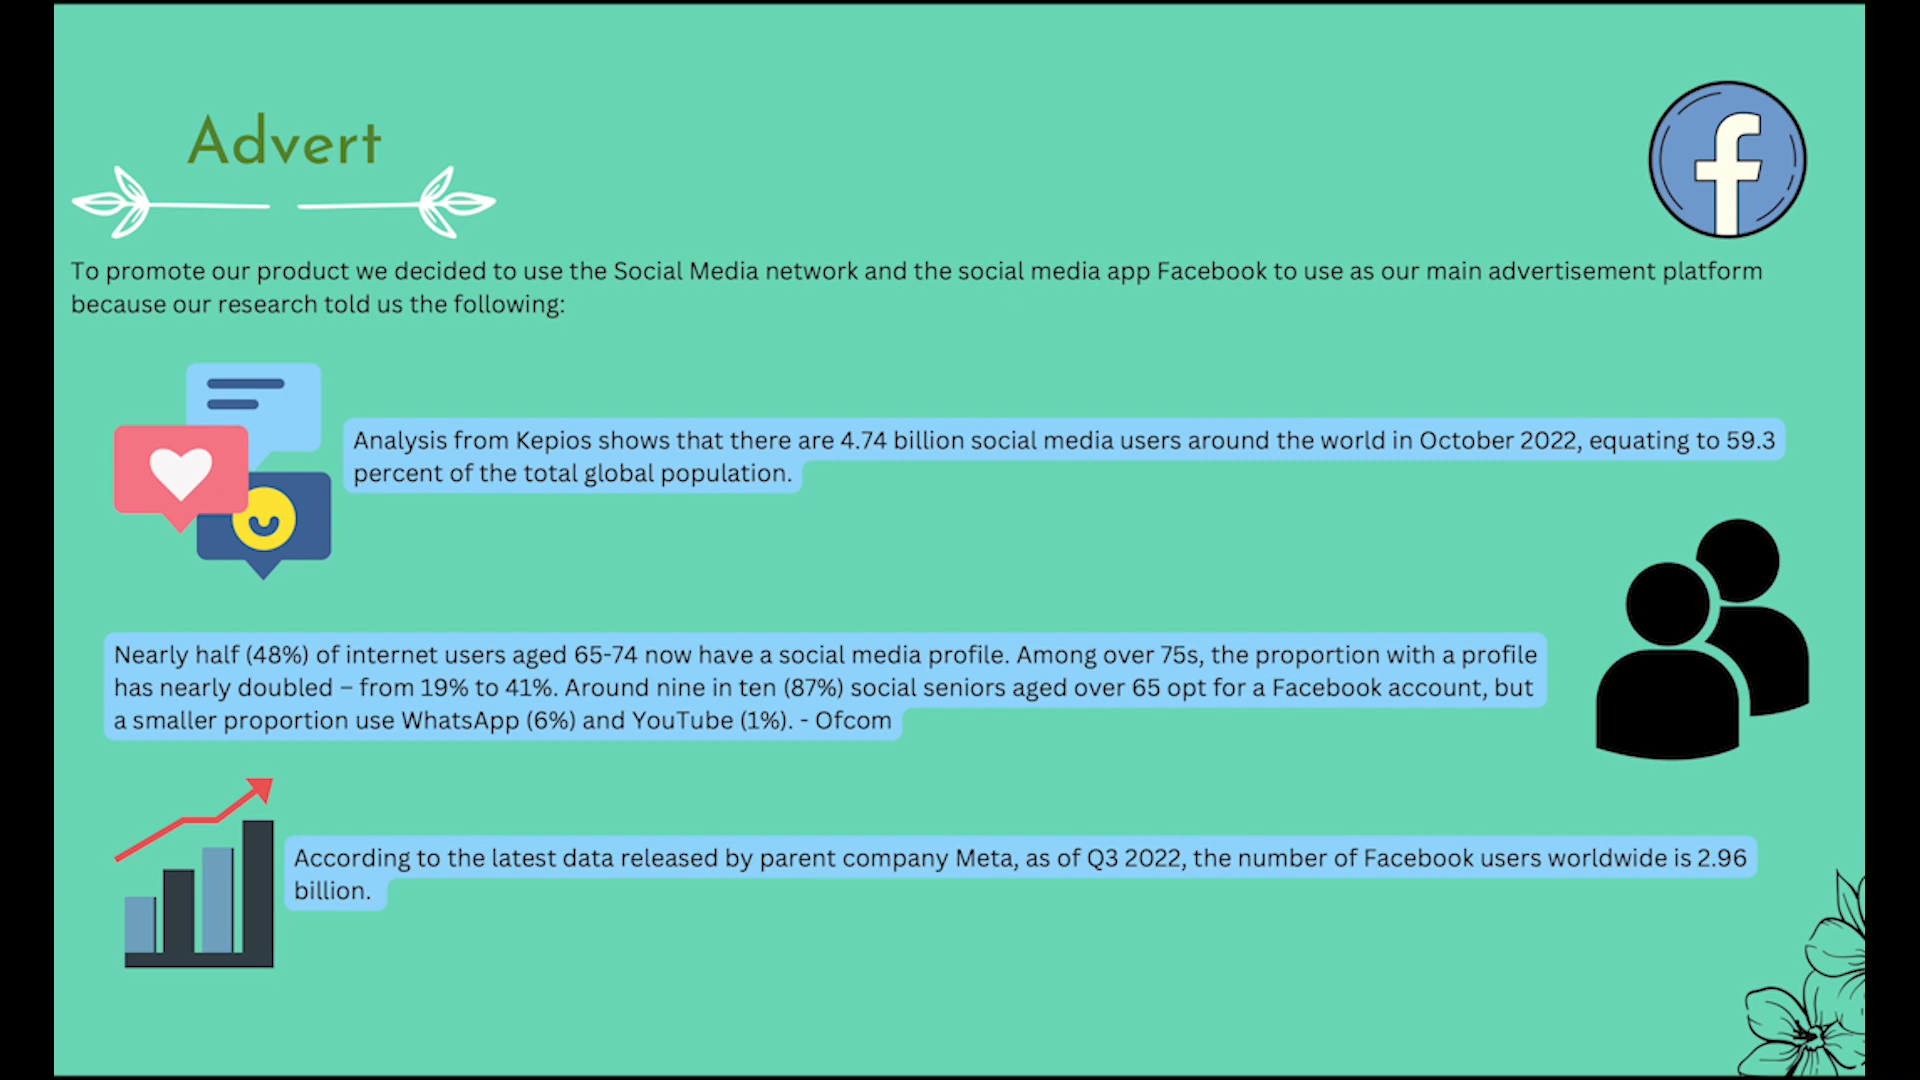 Advert
To promote our product we decided to use the Social Media network and the social media app Facebook to use as our main advertisement platform
because our research told us the following:
Analysis from Kepios shows that there are 4.74 billion social media users around the world in October 2022, equating to 59.3
percent of the total global population.
Nearly half (48%) of internet users aged 65-74 now have a social media profile. Among over 75s, the proportion with a profile
has nearly doubled – from 19% to 41%. Around nine in ten (87%) social seniors aged over 65 opt for a Facebook account, but
a smaller proportion use WhatsApp (6%) and YouTube (1%). - Ofcom
According to the latest data released by parent company Meta, as of Q3 2022, the number of Facebook users worldwide is 2.96
billion.